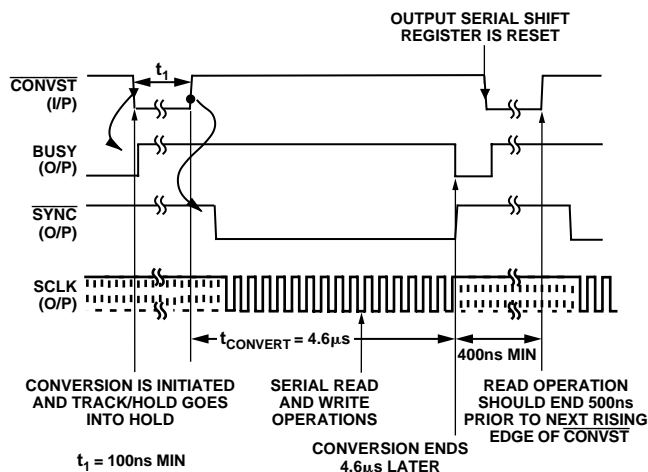 OUTPUT SERIAL SHIFT
REGISTER IS RESET
t1
CONVST
(I/P)
BUSY
(O/P)
SYNC
(O/P)
SCLK
(O/P)
tCONVERT = 4.6µs
400ns MIN
CONVERSION IS INITIATED
AND TRACK/HOLD GOES
INTO HOLD
SERIAL READ
AND WRITE
OPERATIONS
READ OPERATION
SHOULD END 500ns
PRIOR TO NEXT RISING
EDGE OF CONVST
t1 = 100ns MIN
CONVERSION ENDS
4.6µs LATER